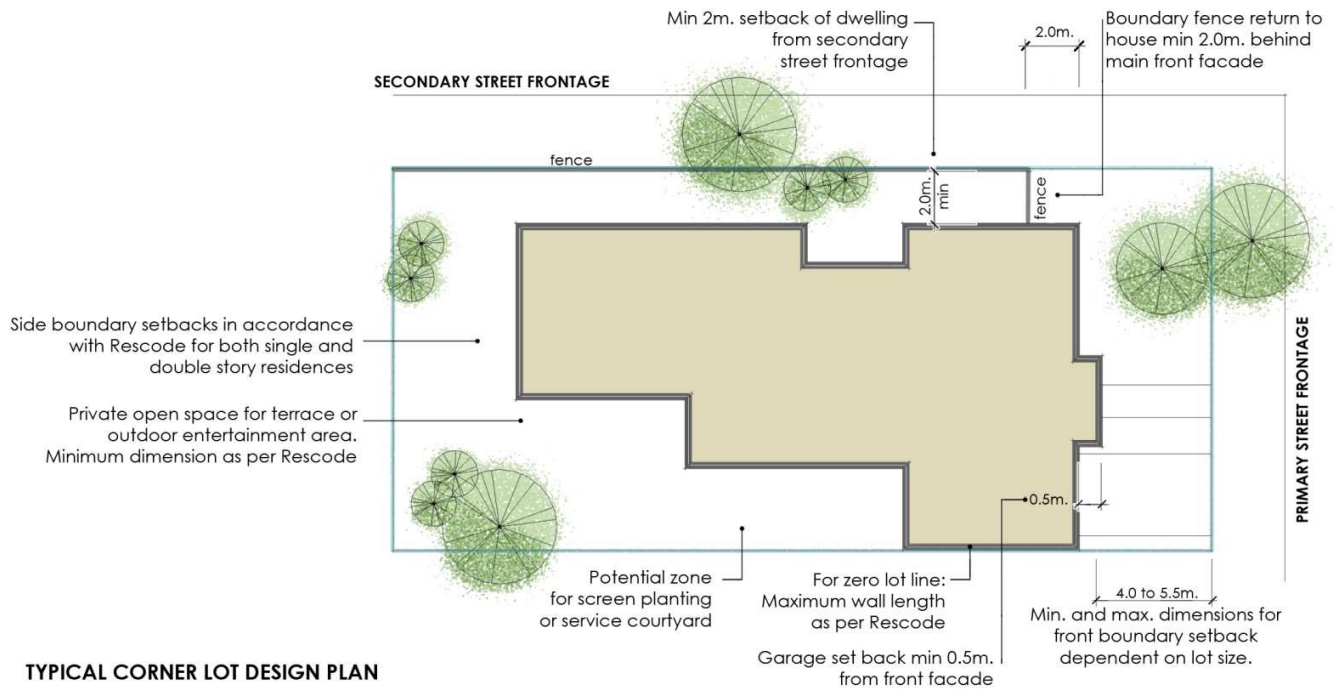 Min 2m. setback of dwelling
from secondary
street frontage
2.0m.
Boundary fence return to
house min 2.0m. behind
main front facade
SECONDARY STREET FRONTAGE
fence
2.0m.
min
fence
Side boundary setbacks in accordance
with Rescode for both single and
double story residences
Private open space for terrace or
outdoor entertainment area.
Minimum dimension as per Rescode
PRIMARY STREET FRONTAGE
0.5m.
Potential zone
for screen planting
or service courtyard
For zero lot line:
Maximum wall length
as per Rescode
Garage set back min 0.5m.
from front facade
4.0 to 5.5m.
Min. and max. dimensions for
front boundary setback
dependent on lot size.
TYPICAL CORNER LOT DESIGN PLAN